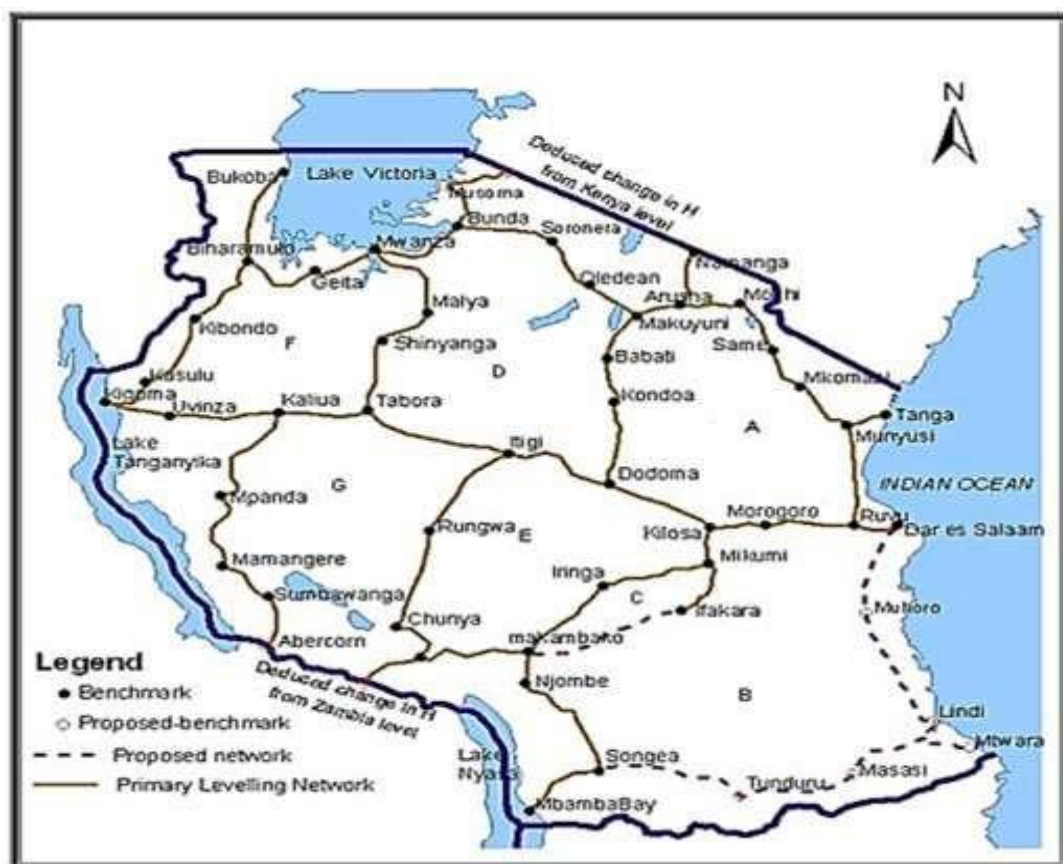 N
Deduced change in H
from Kenya level
Bukoba
Lake Victoria
Musoma
Bunda
Soronera
Biharamulo
Mwanza
Namanga
Geita
Oledean
Arusha
Moshi
Malya
Makuyuni
Kibondo
F
Shinyanga
Same
Babati
D
Mkomazi
Kasulu
Kondoa
Kigoma
Uvinza
Kaliua
Tabora
A
Tanga
Munyusi
Lake
Tanganyika
Itigi
Dodoma
INDIAN OCEAN
G
Mpanda
Rungwa
E
Morogoro
Kilosa
Ruvu
Dar es Salaam
Mikumi
Mamangere
Iringa
C
Sumbawanga
Ifakara
Chunya
makambako
Abercorn
Deduced change in H
from Zambia level
Njombe
B
Lindi
Mtwara
Lake
Nyasa
Songea
Masasi
Tunduru
MbambaBay
Legend
Benchmark
Proposed-benchmark
Proposed network
Primary Levelling Network